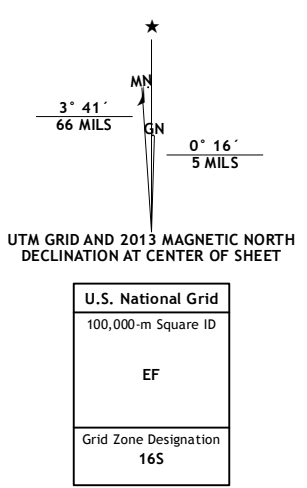 ★
MN
3° 41´
66 MILS
GN
0° 16´
5 MILS
UTM GRID AND 2013 MAGNETIC NORTH
DECLINATION AT CENTER OF SHEET
U.S. National Grid
100,000-m Square ID
EF
Grid Zone Designation
16S